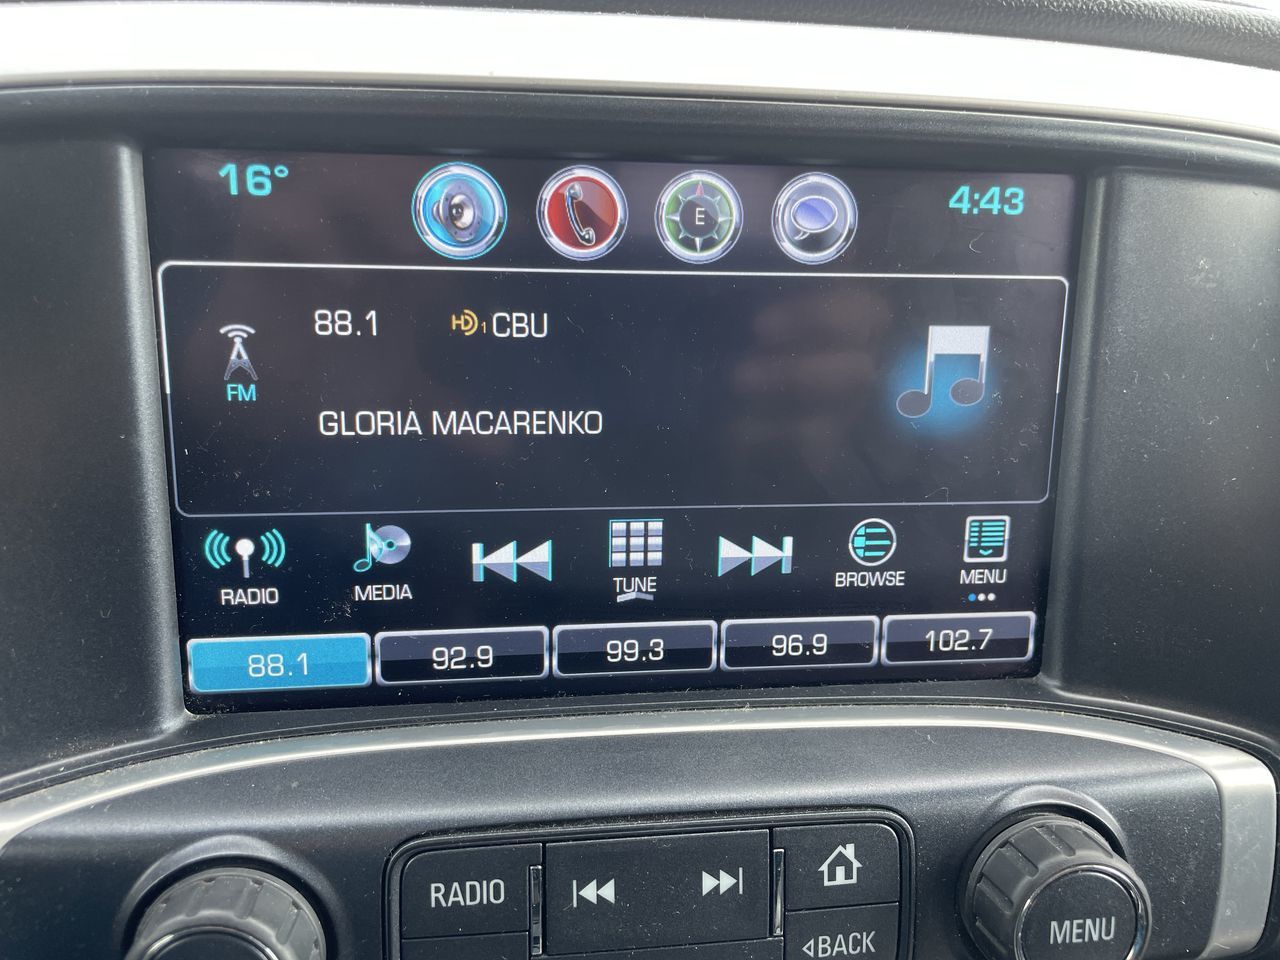 16°
E
4:43
88.1 HD1 CBU
FM
GLORIA MACARENKO
RADIO MEDIA TUNE BROWSE MENU
88.1 92.9 99.3 96.9 102.7
RADIO
BACK
MENU